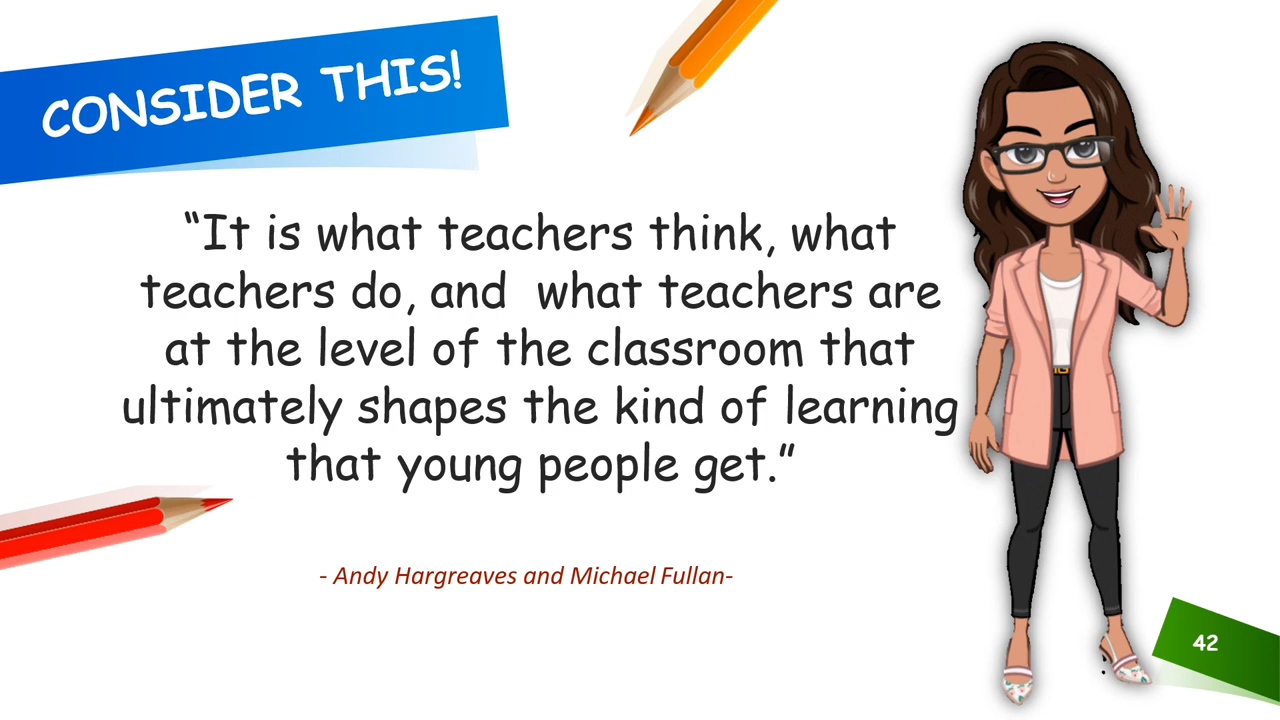 CONSIDER THIS!
“It is what teachers think, what
teachers do, and  what teachers are
at the level of the classroom that
ultimately shapes the kind of learning
that young people get.”
- Andy Hargreaves and Michael Fullan-
42
: